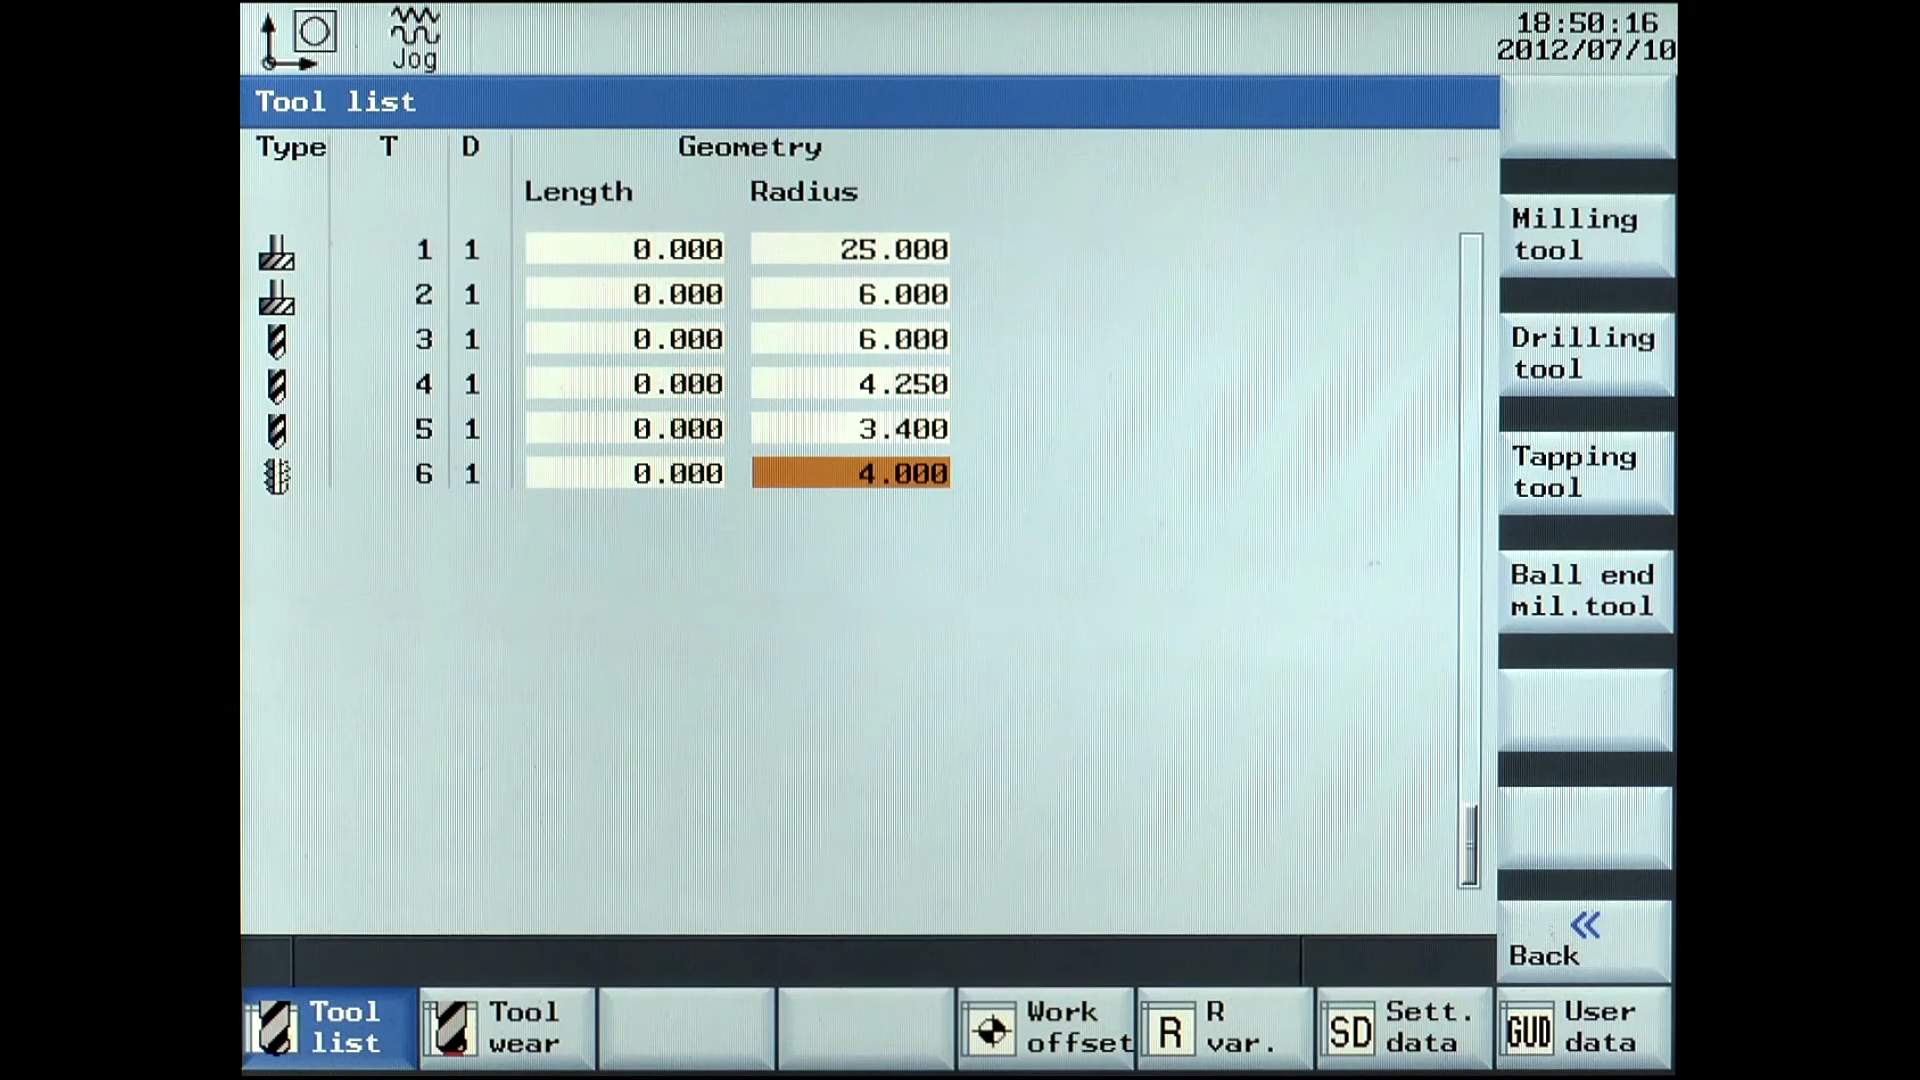 Jog
18:50:16
2012/07/10
Tool list
Type T D Geometry
Length Radius
1 1 0.000 25.000
2 1 0.000 6.000
3 1 0.000 6.000
4 1 0.000 4.250
5 1 0.000 3.400
6 1 0.000 4.000
Milling
tool
Drilling
tool
Tapping
tool
Ball end
mil.tool
«
Back
Tool
list
Tool
wear
Work
offset
R
R
var.
SD
Sett.
data
GUD
User
data